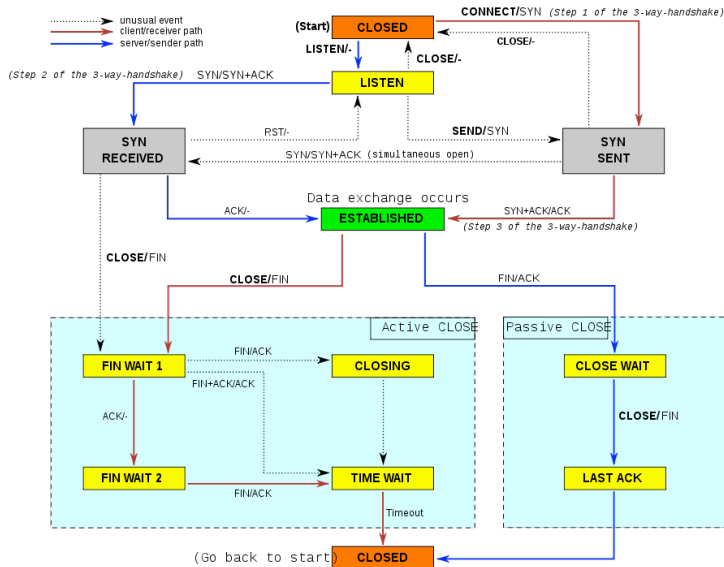 unusual event
client/receiver path
server/sender path
(Start)
CLOSED
CONNECT/SYN (Step 1 of the 3-way-handshake)
CLOSE/-
LISTEN/-
CLOSE/-
(Step 2 of the 3-way-handshake)
SYN/SYN+ACK
LISTEN
RST/-
SEND/SYN
SYN
RECEIVED
SYN
SENT
SYN/SYN+ACK (simultaneous open)
Data exchange occurs
ACK/-
ESTABLISHED
SYN+ACK/ACK
(Step 3 of the 3-way-handshake)
CLOSE/FIN
CLOSE/FIN
FIN/ACK
Active CLOSE
Passive CLOSE
FIN WAIT 1
FIN/ACK
CLOSING
CLOSE WAIT
FIN+ACK/ACK
ACK/-
CLOSE/FIN
FIN WAIT 2
FIN/ACK
TIME WAIT
LAST ACK
Timeout
(Go back to start)
CLOSED